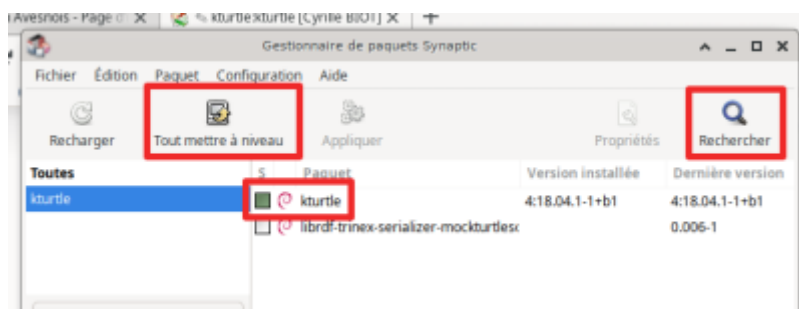 Avesnois - Page d
kturtle:kturtle [Cyrille BIOT]
Gestionnaire de paquets Synaptic
Fichier Édition Paquet Configuration Aide
Recharger Tout mettre à niveau Appliquer Propriétés Rechercher
Toutes S Paquet Version installée Dernière version
kturtle kturtle 4:18.04.1-1+b1 4:18.04.1-1+b1
librdf-trinex-serializer-mockturtleso 0.006-1